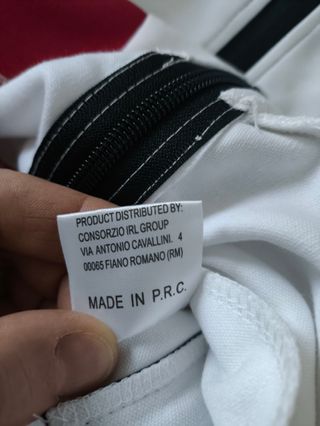 PRODUCT DISTRIBUTED BY:
CONSORZIO IRL GROUP
VIA ANTONIO CAVALLINI. 4
00065 FIANO ROMANO (RM)
MADE IN P.R.C.